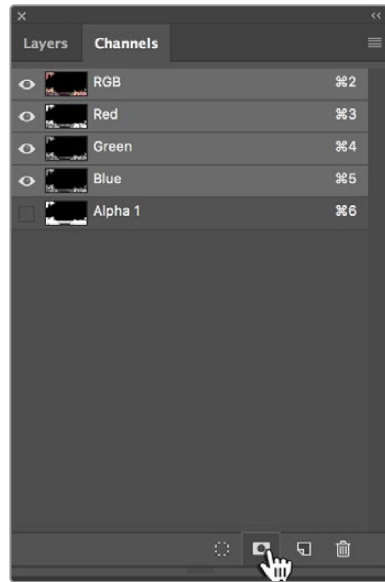 Layers Channels
RGB ⌘2
Red ⌘3
Green ⌘4
Blue ⌘5
Alpha 1 ⌘6